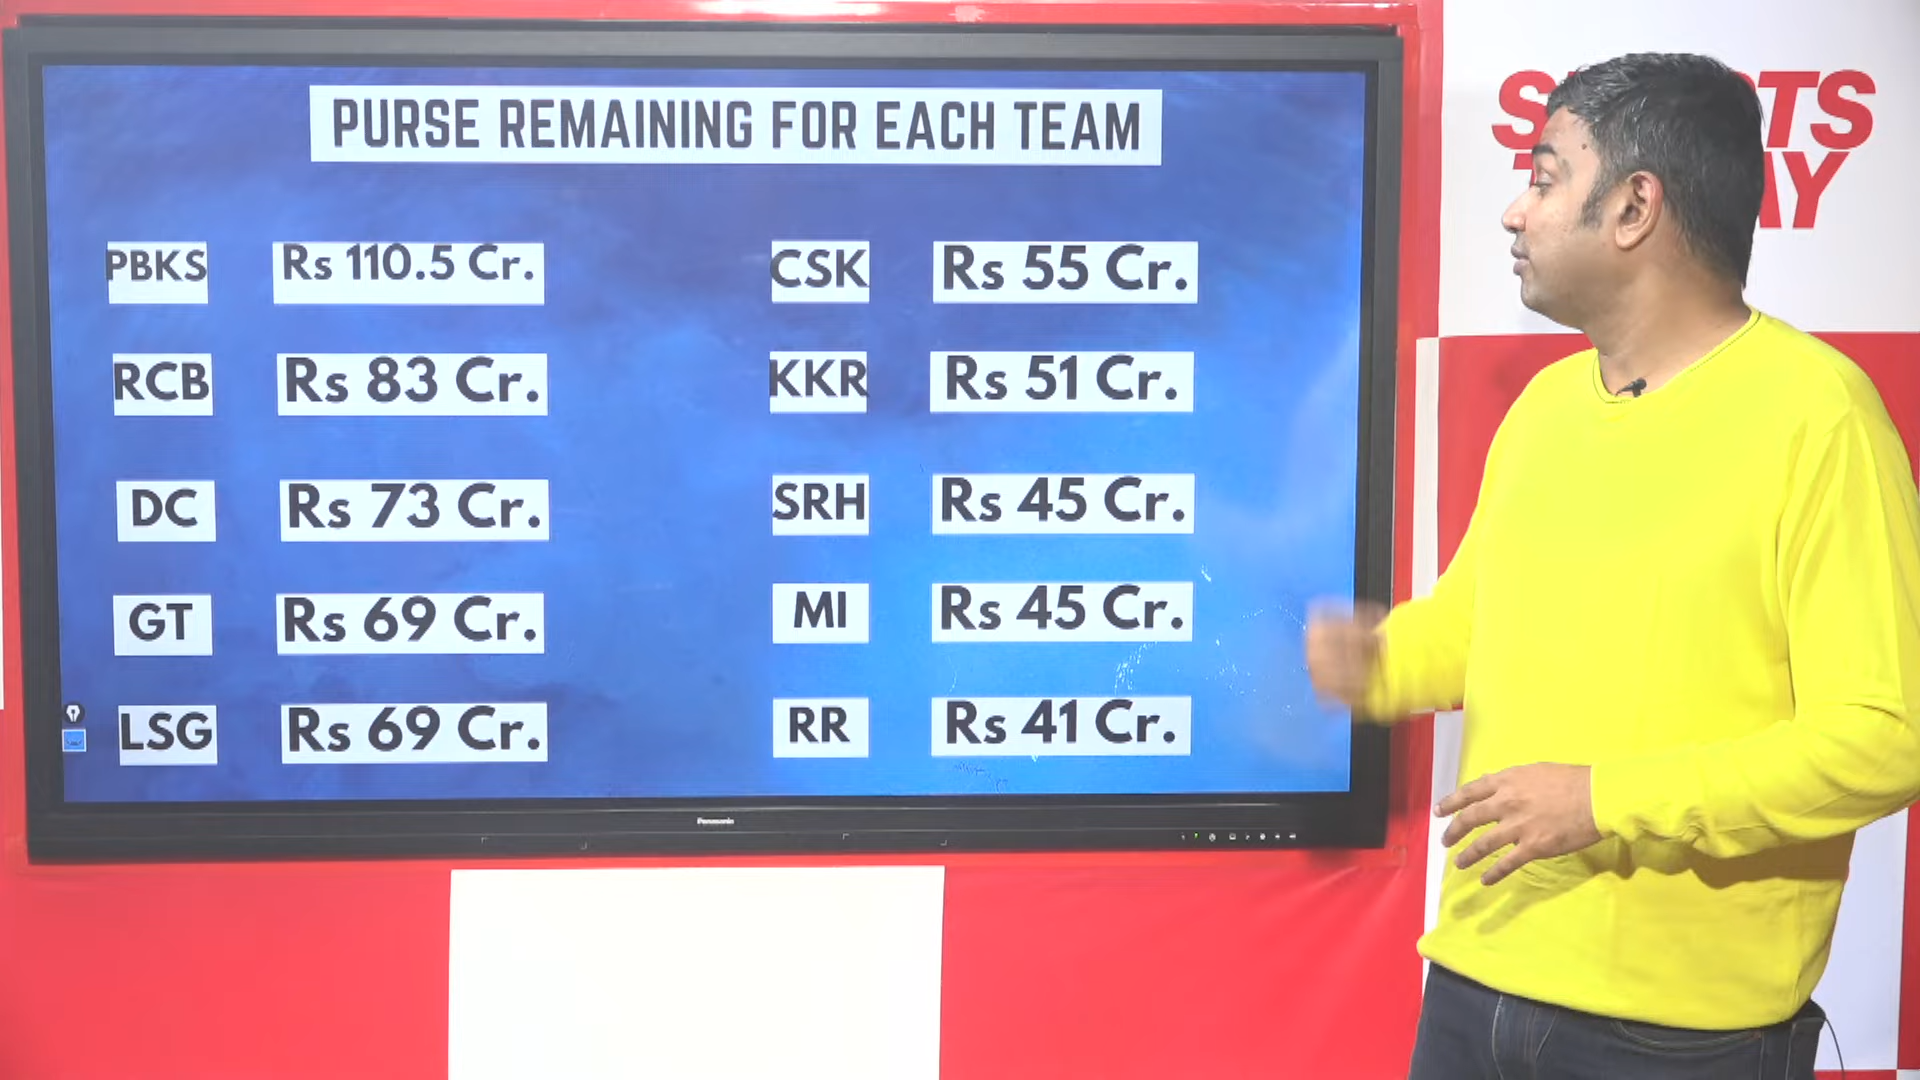 PURSE REMAINING FOR EACH TEAM
PBKS Rs 110.5 Cr.
RCB Rs 83 Cr.
DC Rs 73 Cr.
GT Rs 69 Cr.
LSG Rs 69 Cr.
CSK Rs 55 Cr.
KKR Rs 51 Cr.
SRH Rs 45 Cr.
MI Rs 45 Cr.
RR Rs 41 Cr.
Panasonic